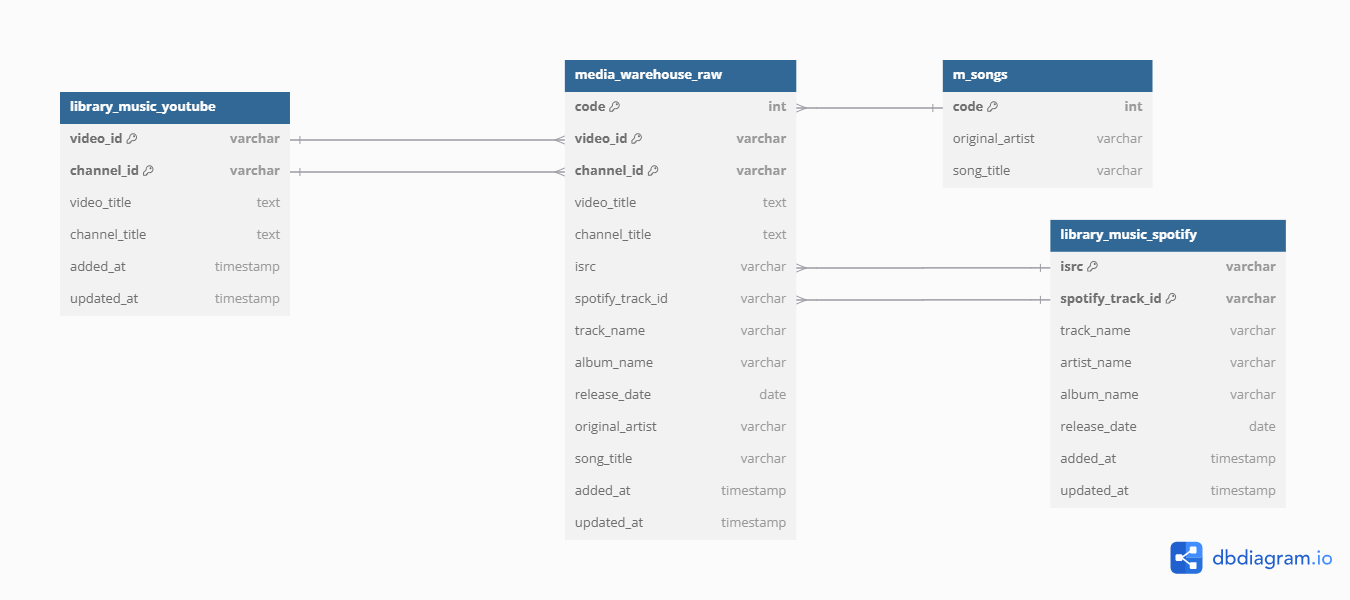 library_music_youtube
video_id varchar
channel_id varchar
video_title text
channel_title text
added_at timestamp
updated_at timestamp
media_warehouse_raw
code int
video_id varchar
channel_id varchar
video_title text
channel_title text
isrc varchar
spotify_track_id varchar
track_name varchar
album_name varchar
release_date date
original_artist varchar
song_title varchar
added_at timestamp
updated_at timestamp
m_songs
code int
original_artist varchar
song_title varchar
library_music_spotify
isrc varchar
spotify_track_id varchar
track_name varchar
artist_name varchar
album_name varchar
release_date date
added_at timestamp
updated_at timestamp
dbdiagram.io